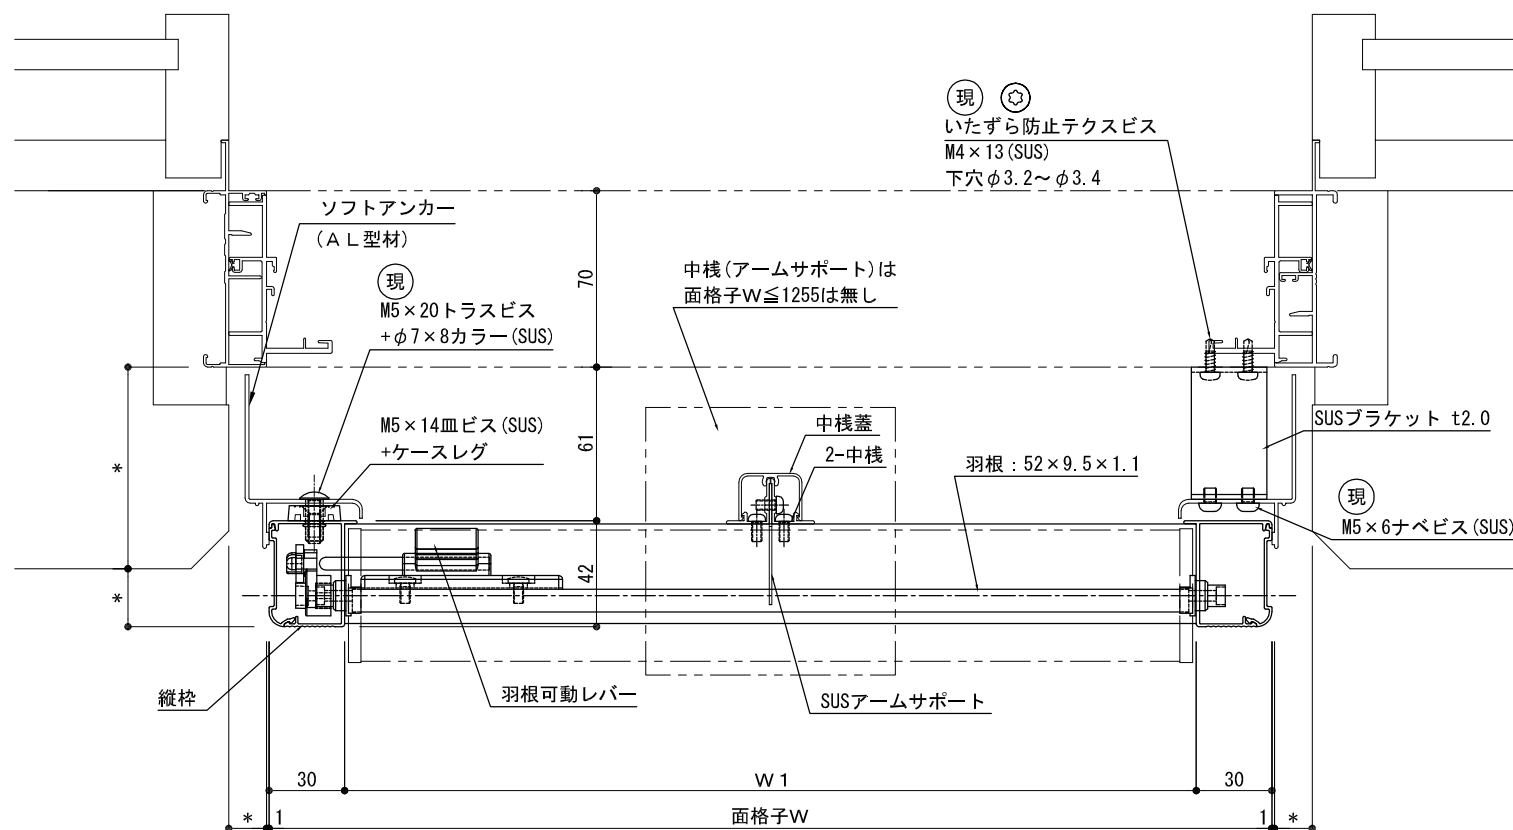 現
いたずら防止テクスビス
M4×13(SUS)
下穴φ3.2～φ3.4
ソフトアンカー
(ＡＬ型材)
現
M5×20トラスビス
+φ7×8カラー(SUS)
70
中桟(アームサポート)は
面格子W≦1255は無し
M5×14皿ビス(SUS)
+ケースレグ
中桟蓋
2-中桟
61
羽根：52×9.5×1.1
SUSブラケット t2.0
現
M5×6ナベビス(SUS)
*
42
*
縦枠
羽根可動レバー
SUSアームサポート
30
W1
30
*
1
面格子W
1
*